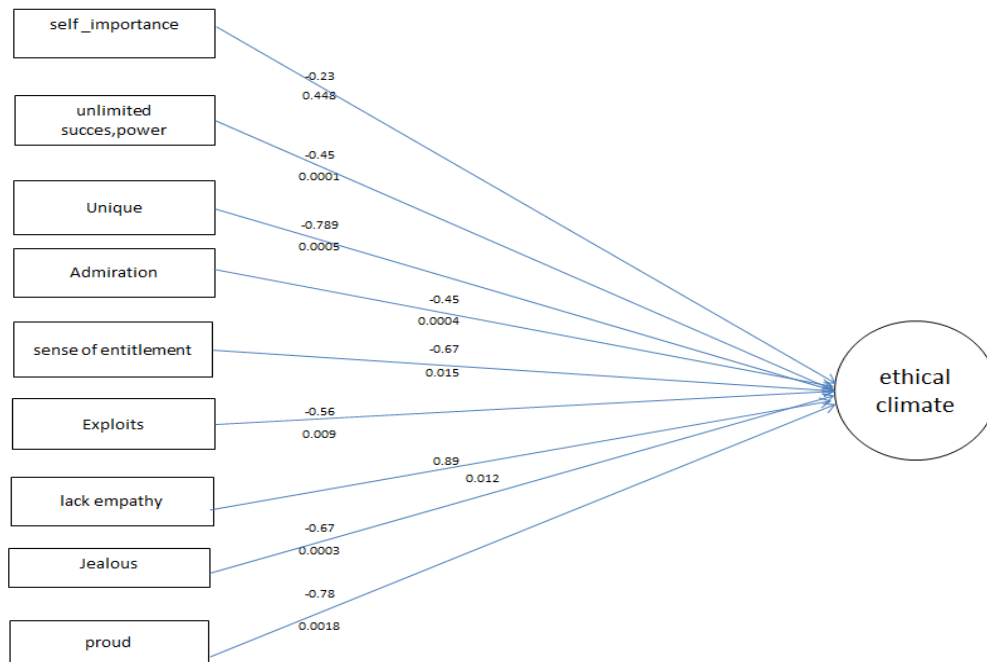 self_importance
-0.23
0.448
unlimited
succes,power
-0.45
0.0001
Unique
-0.789
0.0005
Admiration
-0.45
0.0004
sense of entitlement
-0.67
0.015
Exploits
-0.56
0.009
lack empathy
0.89
0.012
Jealous
-0.67
0.0003
proud
-0.78
0.0018
ethical
climate